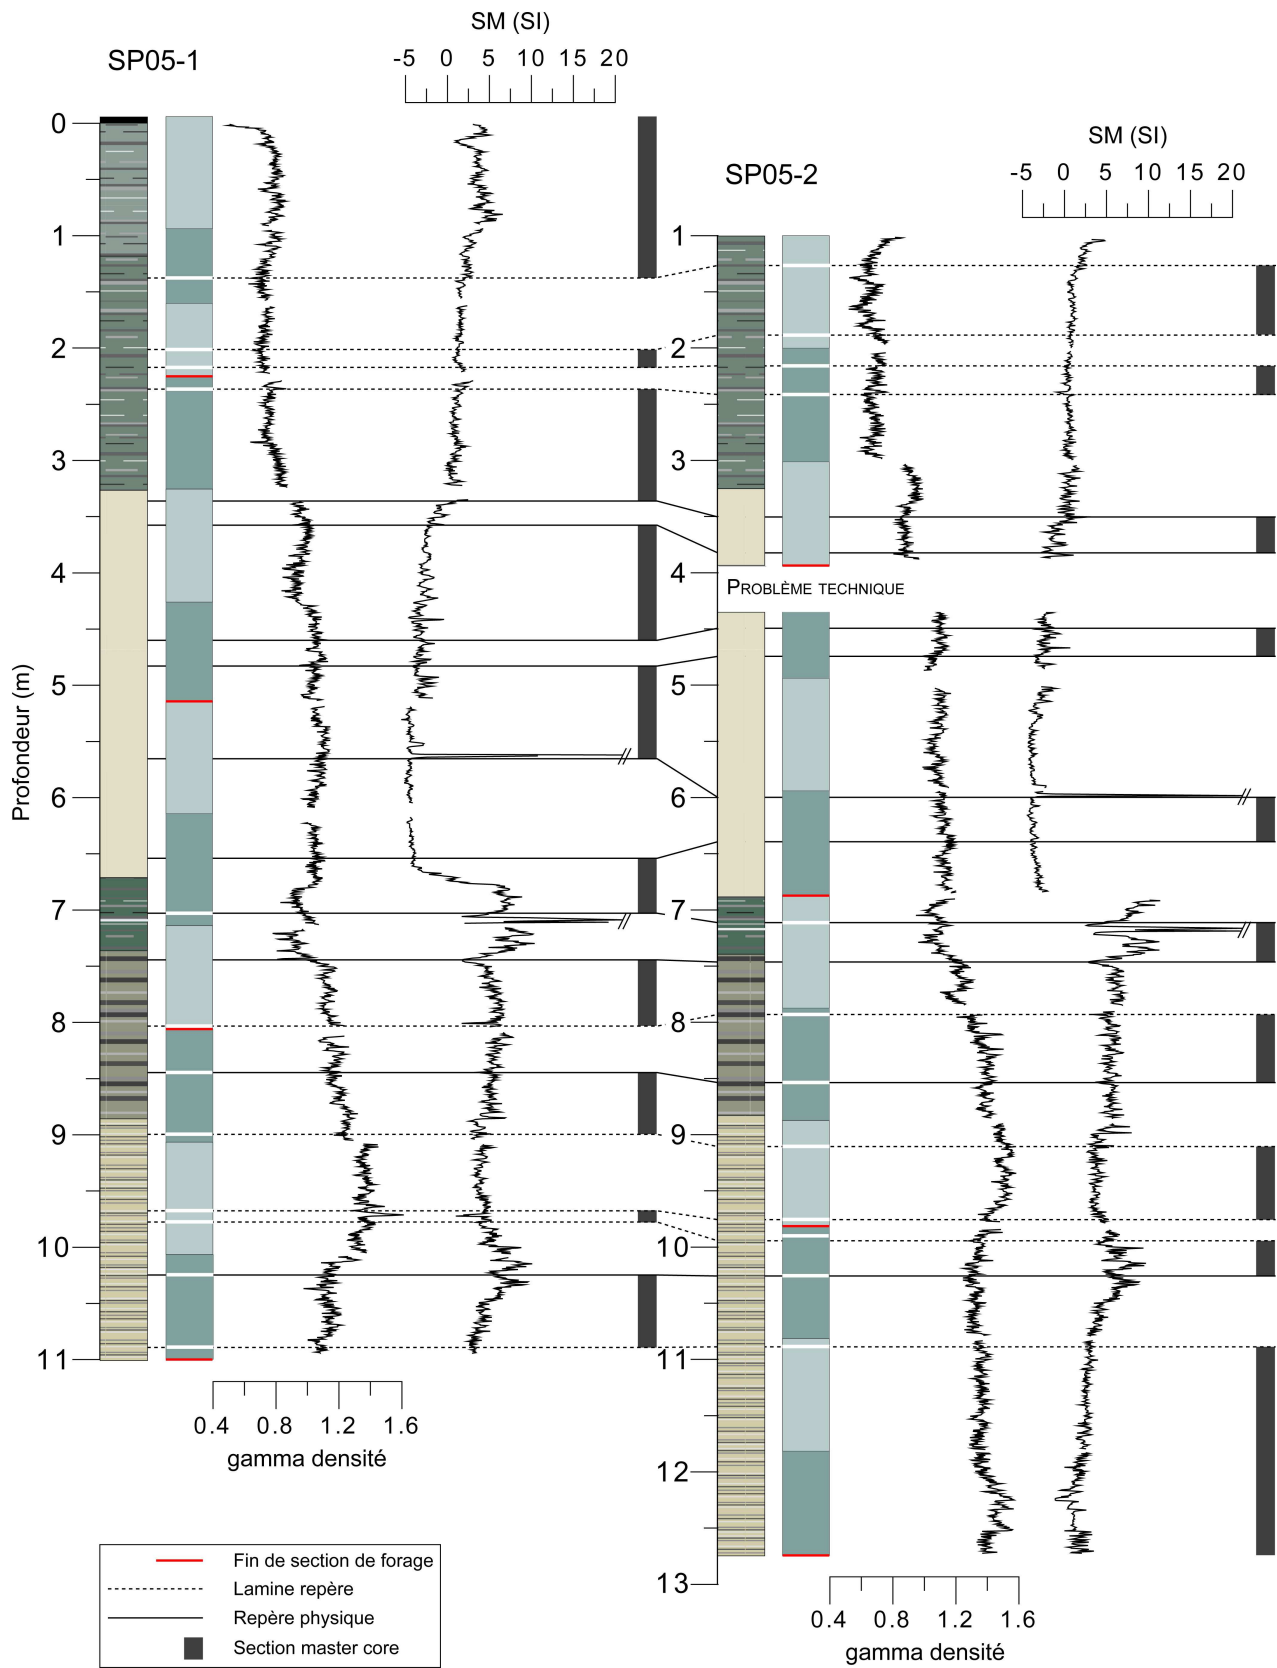 SM (SI)
SP05-1
-5 0 5 10 15 20
0
1
2
3
4
5
6
7
8
9
10
11
Profondeur (m)
0.4 0.8 1.2 1.6
gamma densité
SM (SI)
SP05-2
-5 0 5 10 15 20
1
2
3
4
PROBLÈME TECHNIQUE
5
6
7
8
9
10
11
12
13
0.4 0.8 1.2 1.6
gamma densité
Fin de section de forage
Lamine repère
Repère physique
Section master core